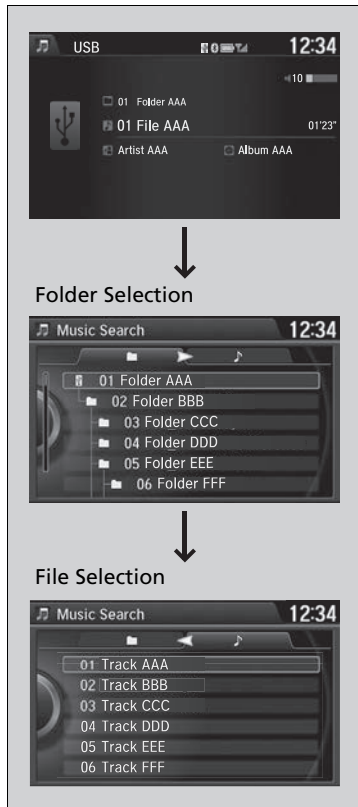 USB 12:34
10
01 Folder AAA
01 File AAA 01'23"
Artist AAA Album AAA
Folder Selection
Music Search 12:34
01 Folder AAA
02 Folder BBB
03 Folder CCC
04 Folder DDD
05 Folder EEE
06 Folder FFF
File Selection
Music Search 12:34
01 Track AAA
02 Track BBB
03 Track CCC
04 Track DDD
05 Track EEE
06 Track FFF